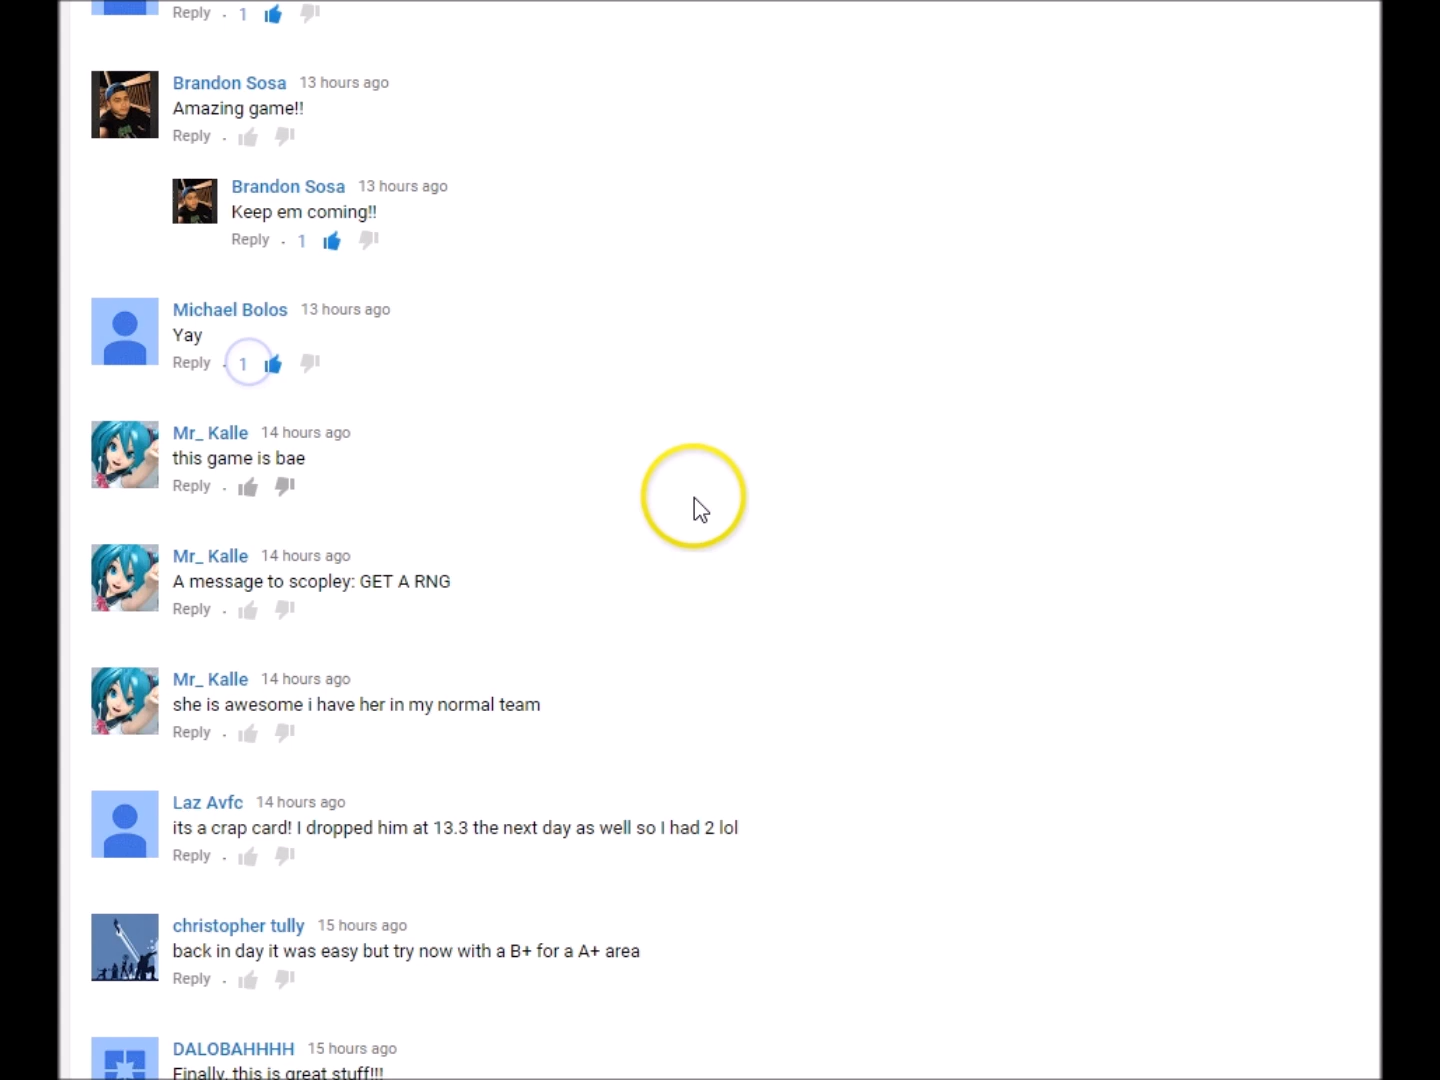 Reply . 1
Brandon Sosa 13 hours ago
Amazing game!!
Reply .
Brandon Sosa 13 hours ago
Keep em coming!!
Reply . 1
Michael Bolos 13 hours ago
Yay
Reply . 1
Mr_ Kalle 14 hours ago
this game is bae
Reply .
Mr_ Kalle 14 hours ago
A message to scopley: GET A RNG
Reply .
Mr_ Kalle 14 hours ago
she is awesome i have her in my normal team
Reply .
Laz Avfc 14 hours ago
its a crap card! I dropped him at 13.3 the next day as well so I had 2 lol
Reply .
christopher tully 15 hours ago
back in day it was easy but try now with a B+ for a A+ area
Reply .
DALOBAHHHH 15 hours ago
Finally, this is great stuff!!!